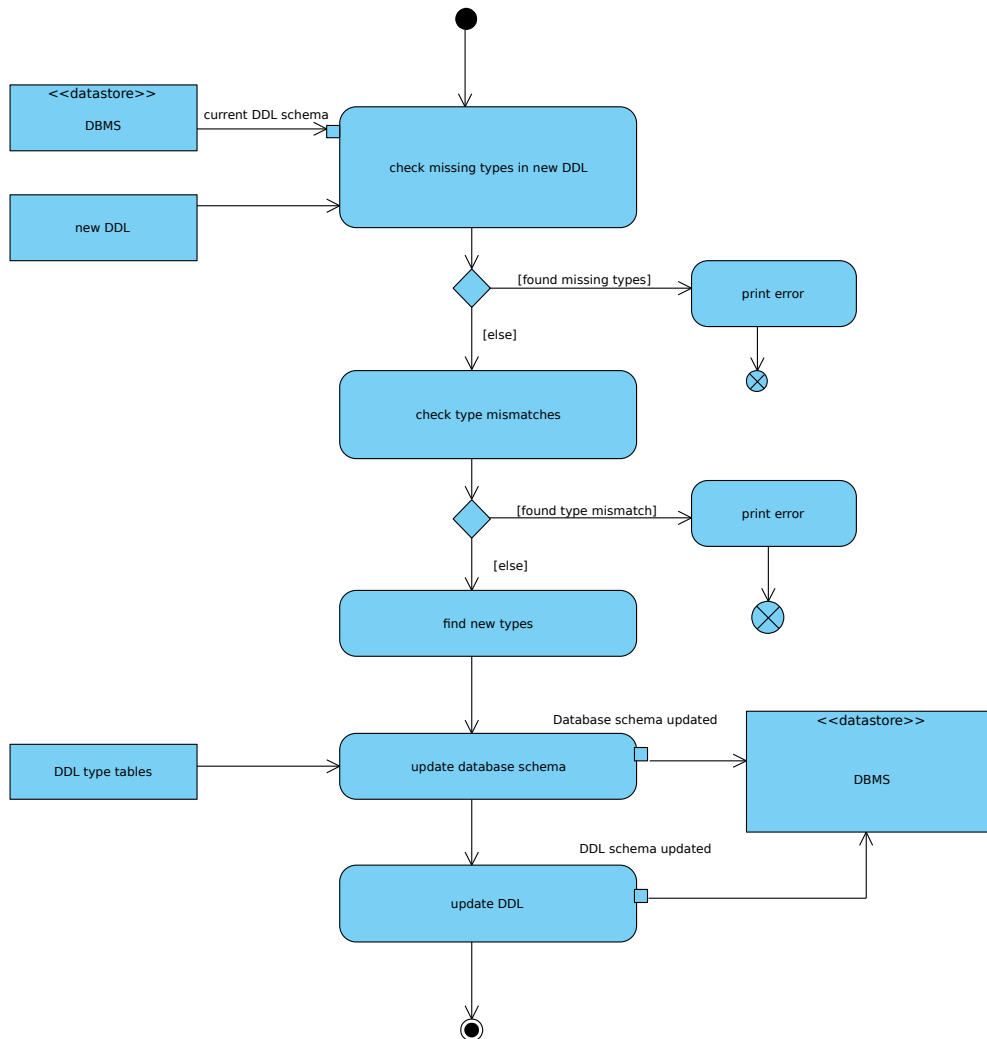 <<datastore>>
DBMS
current DDL schema
check missing types in new DDL
new DDL
[found missing types]
print error
[else]
check type mismatches
[found type mismatch]
print error
[else]
find new types
Database schema updated
<<datastore>>
DBMS
DDL type tables
update database schema
DDL schema updated
update DDL